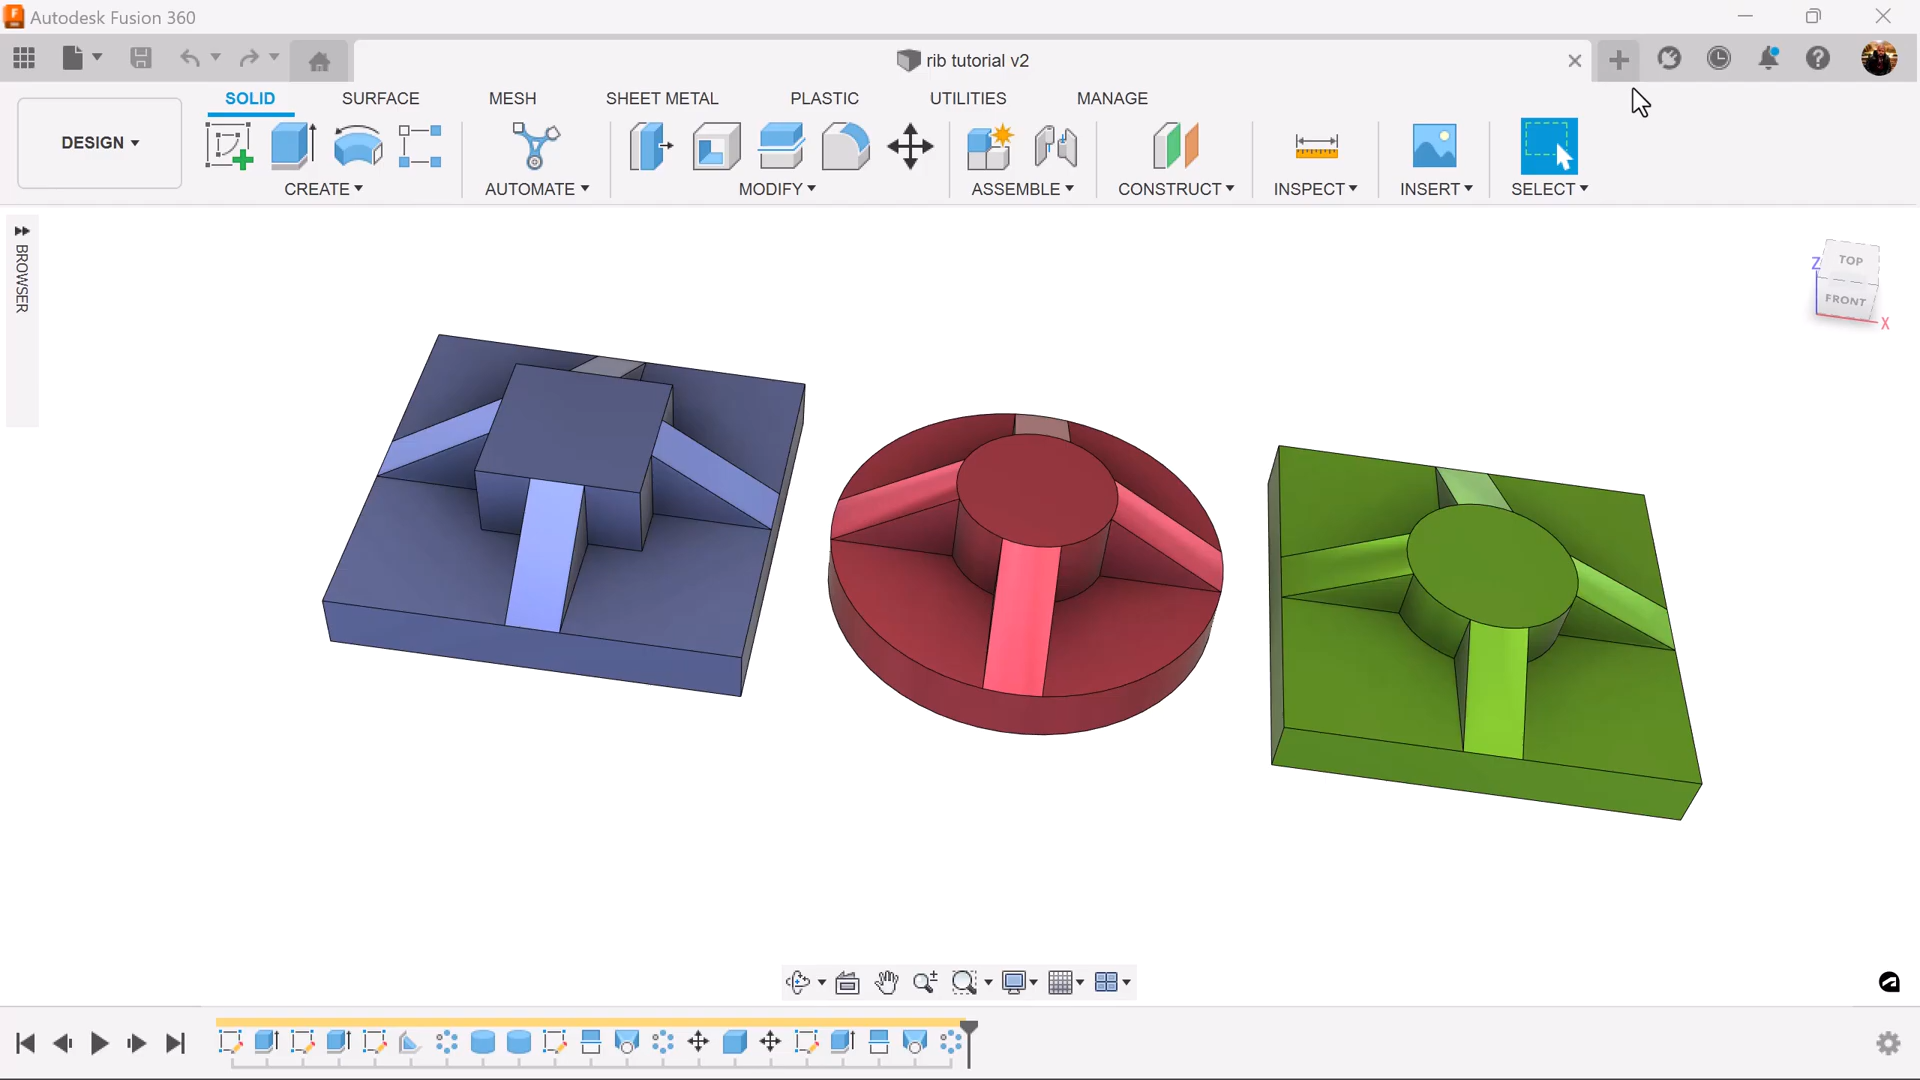 Autodesk Fusion 360
rib tutorial v2
SOLID SURFACE MESH SHEET METAL PLASTIC UTILITIES MANAGE
DESIGN
CREATE AUTOMATE MODIFY ASSEMBLE CONSTRUCT INSPECT INSERT SELECT
BROWSER
TOP
Z
FRONT
X